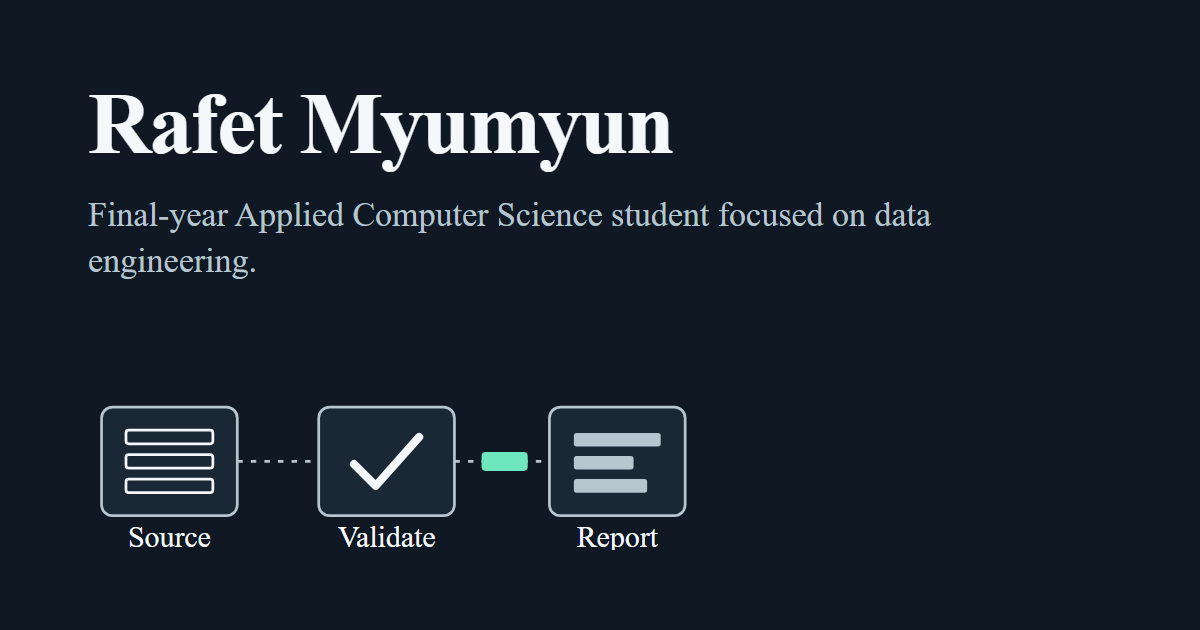 Rafet Myumyun
Final-year Applied Computer Science student focused on data
engineering.
Source
Validate
Report